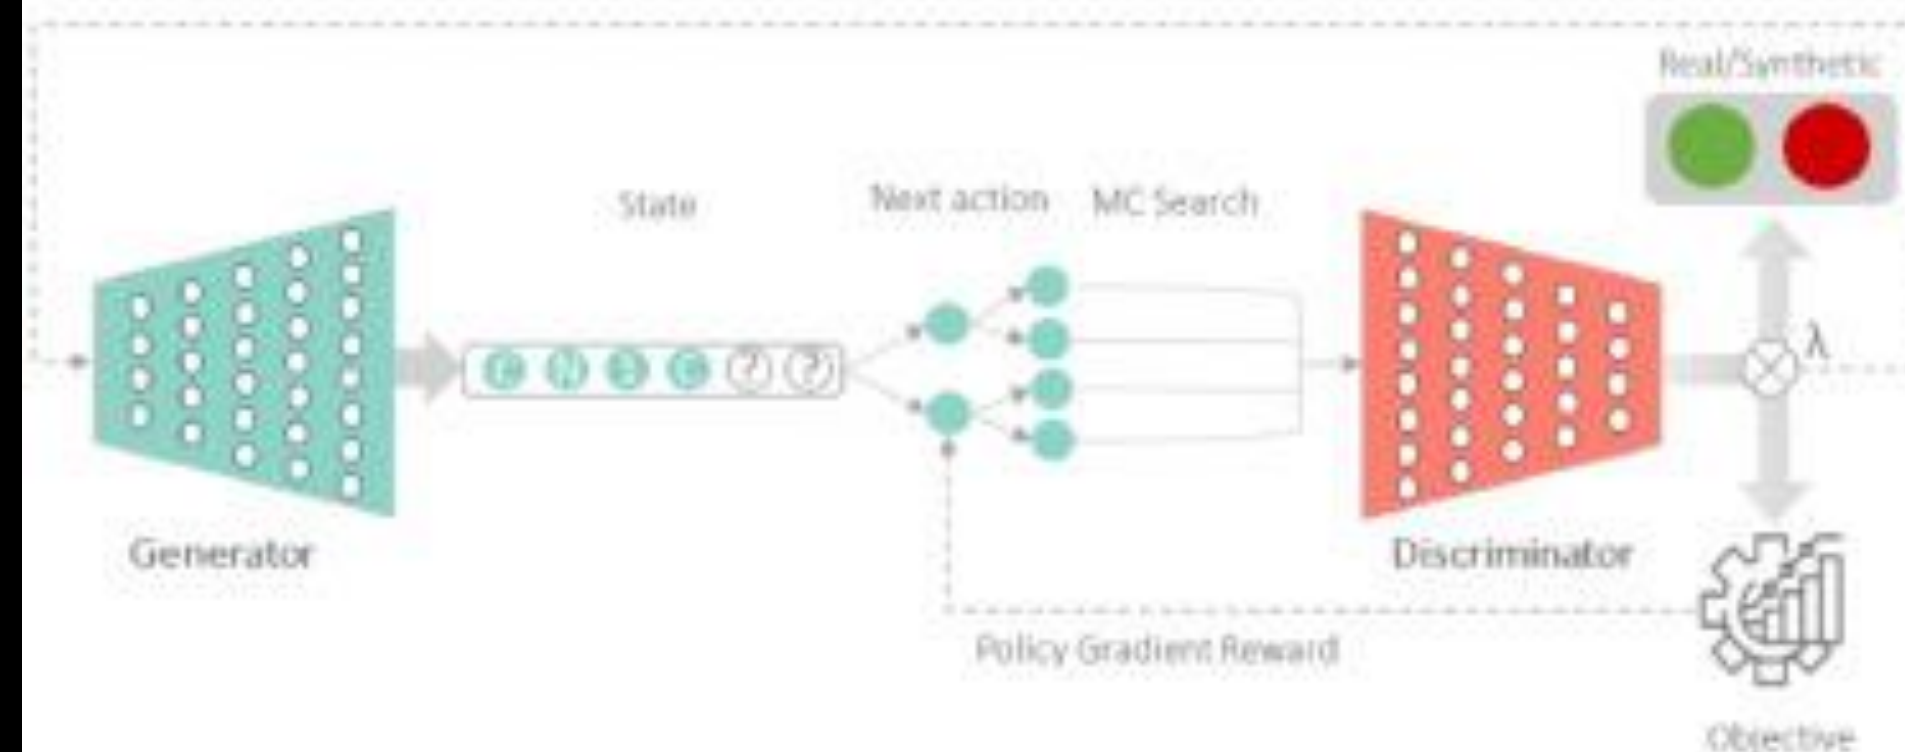 Real/Synthetic
State
Next action
MC Search
N
C
? ?
λ
Generator
Discriminator
Policy Gradient Reward
Objective